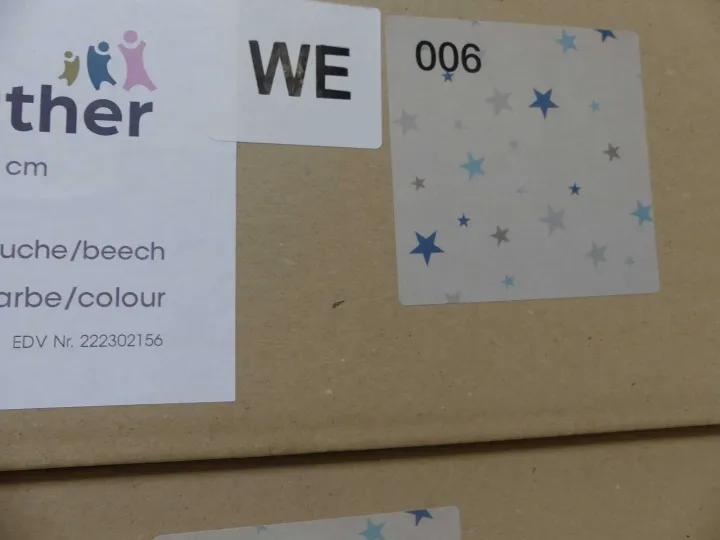 ther
cm
uche/beech
arbe/colour
EDV Nr. 222302156
WE
006